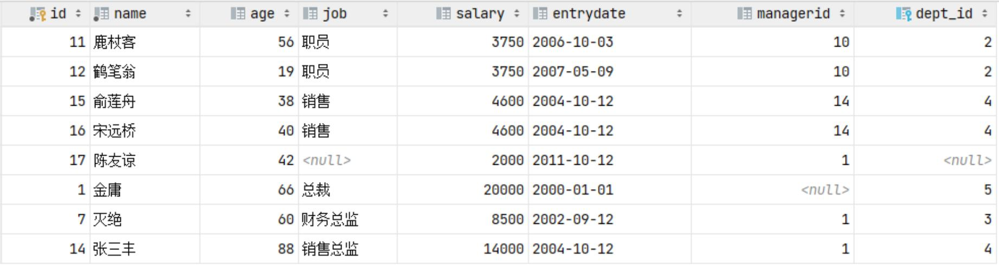 id name age job salary entrydate managerid dept_id
11 鹿杖客 56 职员 3750 2006-10-03 10 2
12 鹤笔翁 19 职员 3750 2007-05-09 10 2
15 俞莲舟 38 销售 4600 2004-10-12 14 4
16 宋远桥 40 销售 4600 2004-10-12 14 4
17 陈友谅 42 <null> 2000 2011-10-12 1 <null>
1 金庸 66 总裁 20000 2000-01-01 <null> 5
7 灭绝 60 财务总监 8500 2002-09-12 1 3
14 张三丰 88 销售总监 14000 2004-10-12 1 4